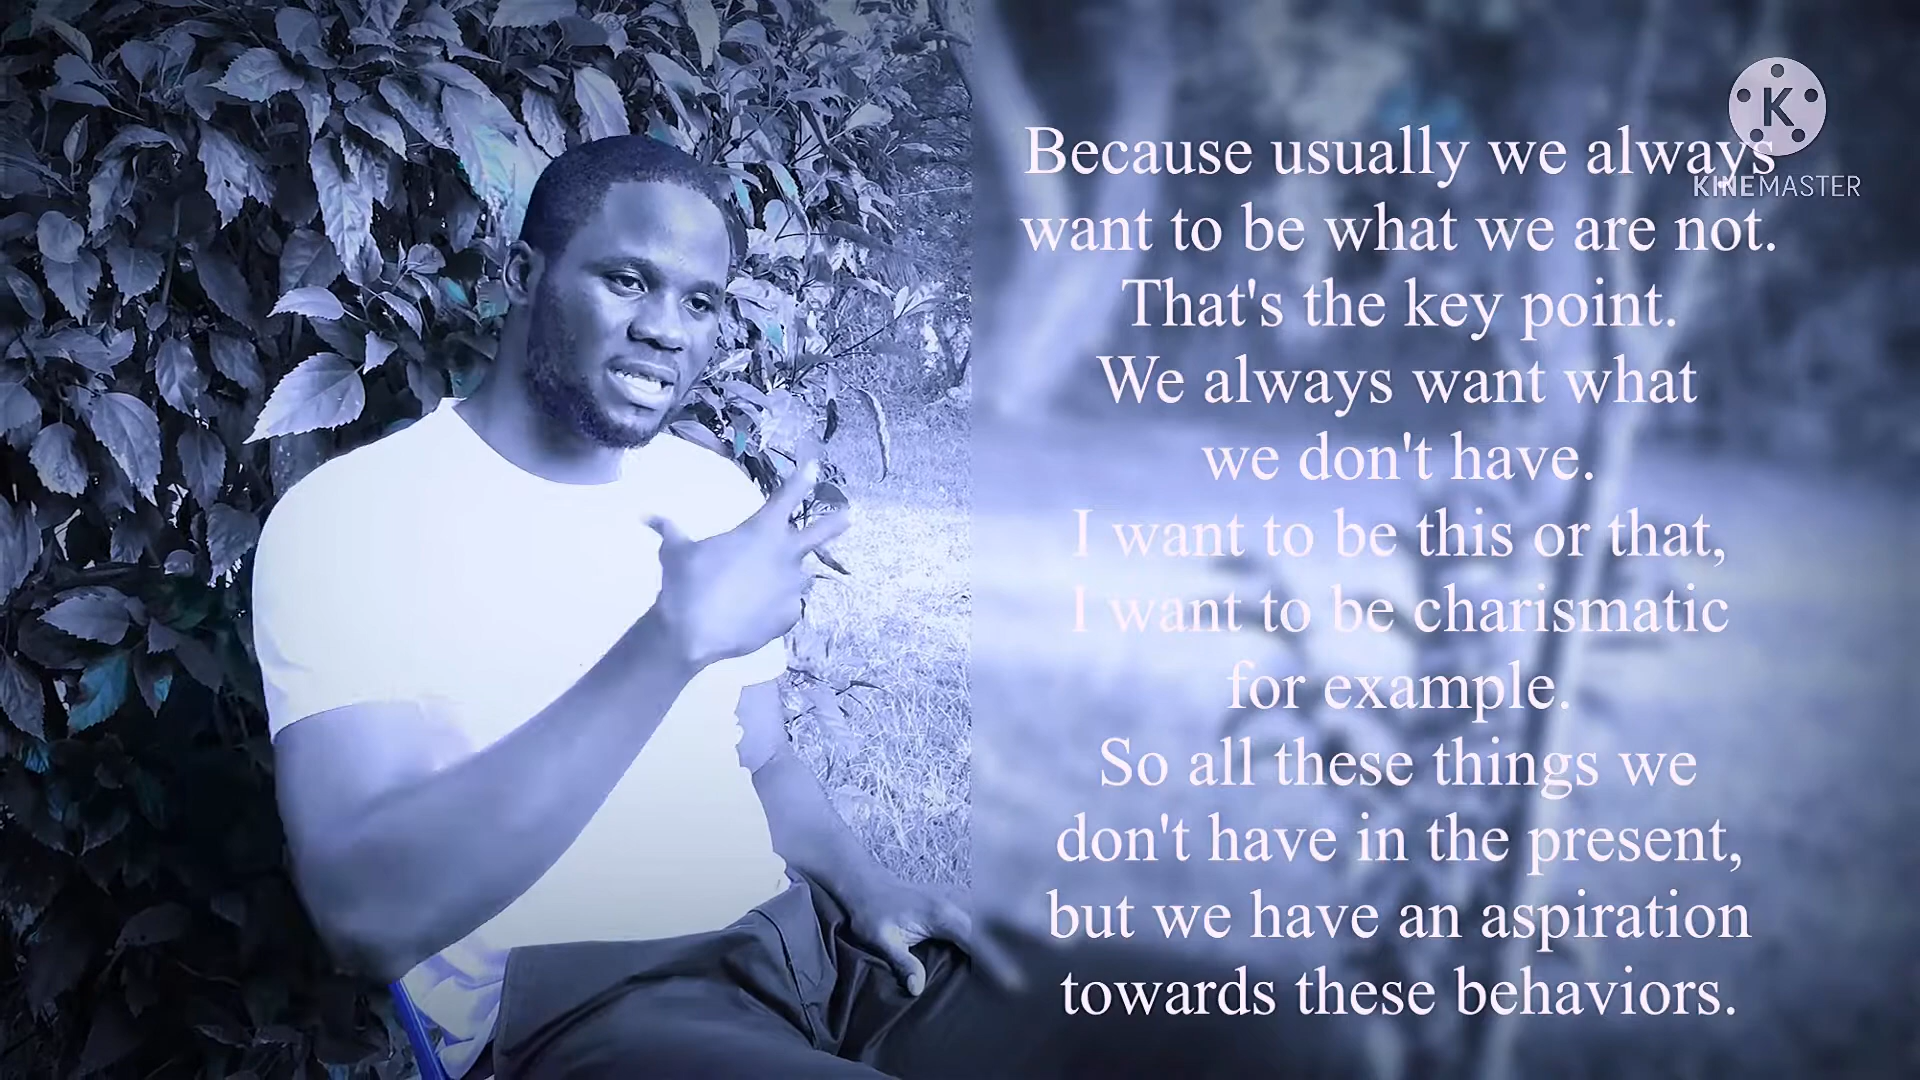 K
KINEMASTER
Because usually we always
want to be what we are not.
That's the key point.
We always want what
we don't have.
I want to be this or that,
I want to be charismatic
for example.
So all these things we
don't have in the present,
but we have an aspiration
towards these behaviors.